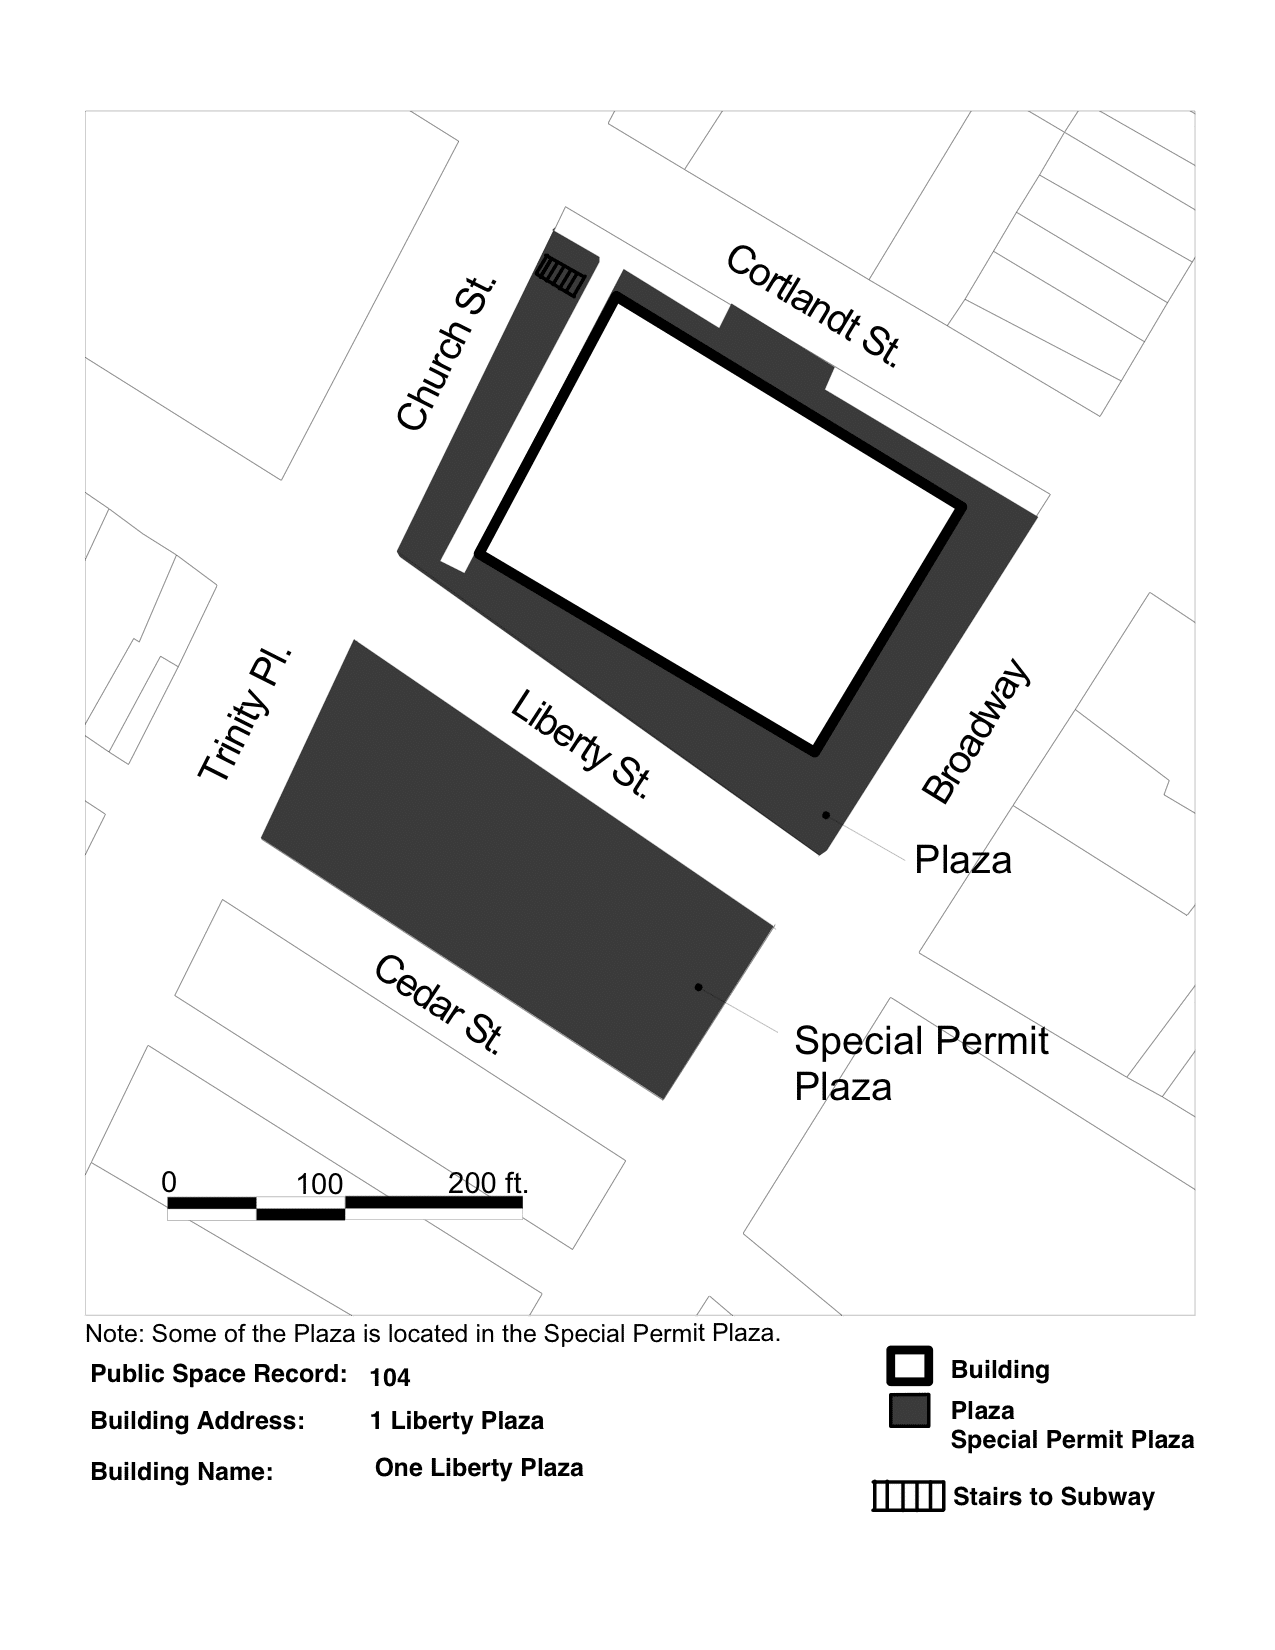 Cortlandt St.
Church St.
Trinity Pl.
Liberty St.
Broadway
Plaza
Cedar St.
Special Permit
Plaza
0 100 200 ft.
Note: Some of the Plaza is located in the Special Permit Plaza.
Public Space Record: 104
Building Address: 1 Liberty Plaza
Building Name: One Liberty Plaza
Building
Plaza
Special Permit Plaza
Stairs to Subway